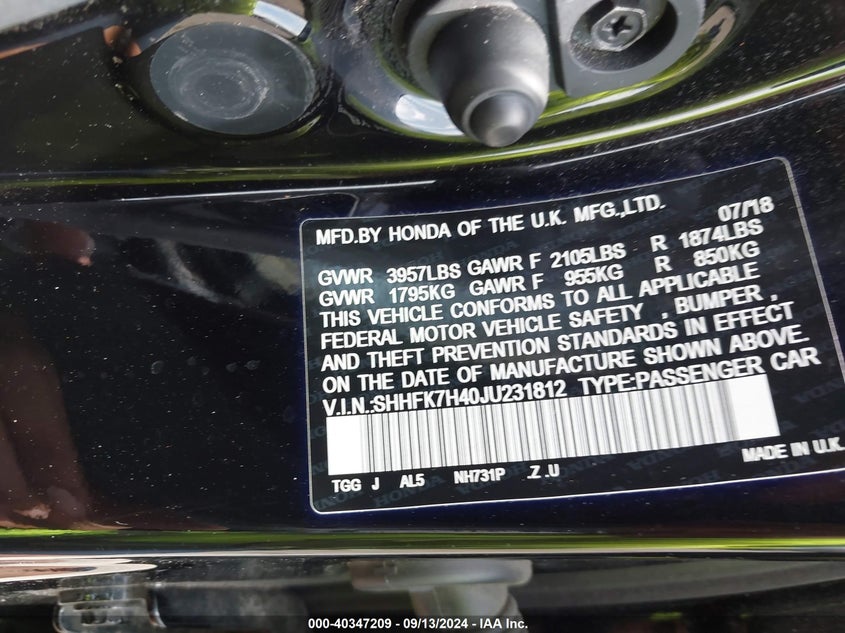 MFD.BY HONDA OF THE U.K. MFG.,LTD. 07/18
GVWR 3957LBS GAWR F 2105LBS R 1874LBS
GVWR 1795KG GAWR F 955KG R 850KG
THIS VEHICLE CONFORMS TO ALL APPLICABLE
FEDERAL MOTOR VEHICLE SAFETY , BUMPER ,
AND THEFT PREVENTION STANDARDS IN EFFECT
ON THE DATE OF MANUFACTURE SHOWN ABOVE.
V.I.N.:SHHFK7H40JU231812 TYPE:PASSENGER CAR
MADE IN U.K.
TGG J AL5 NH731P .Z .U
000-40347209 - 09/13/2024 - IAA Inc.